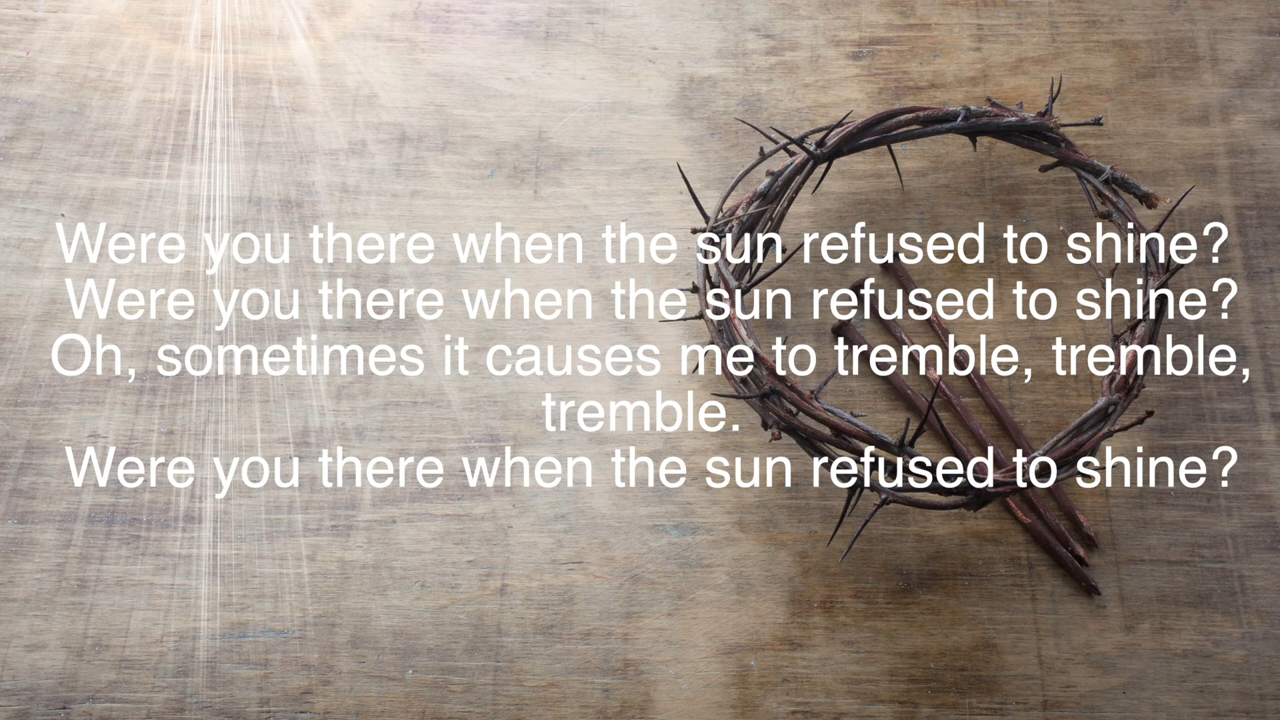 Were you there when the sun refused to shine?
Were you there when the sun refused to shine?
Oh, sometimes it causes me to tremble, tremble,
tremble.
Were you there when the sun refused to shine?